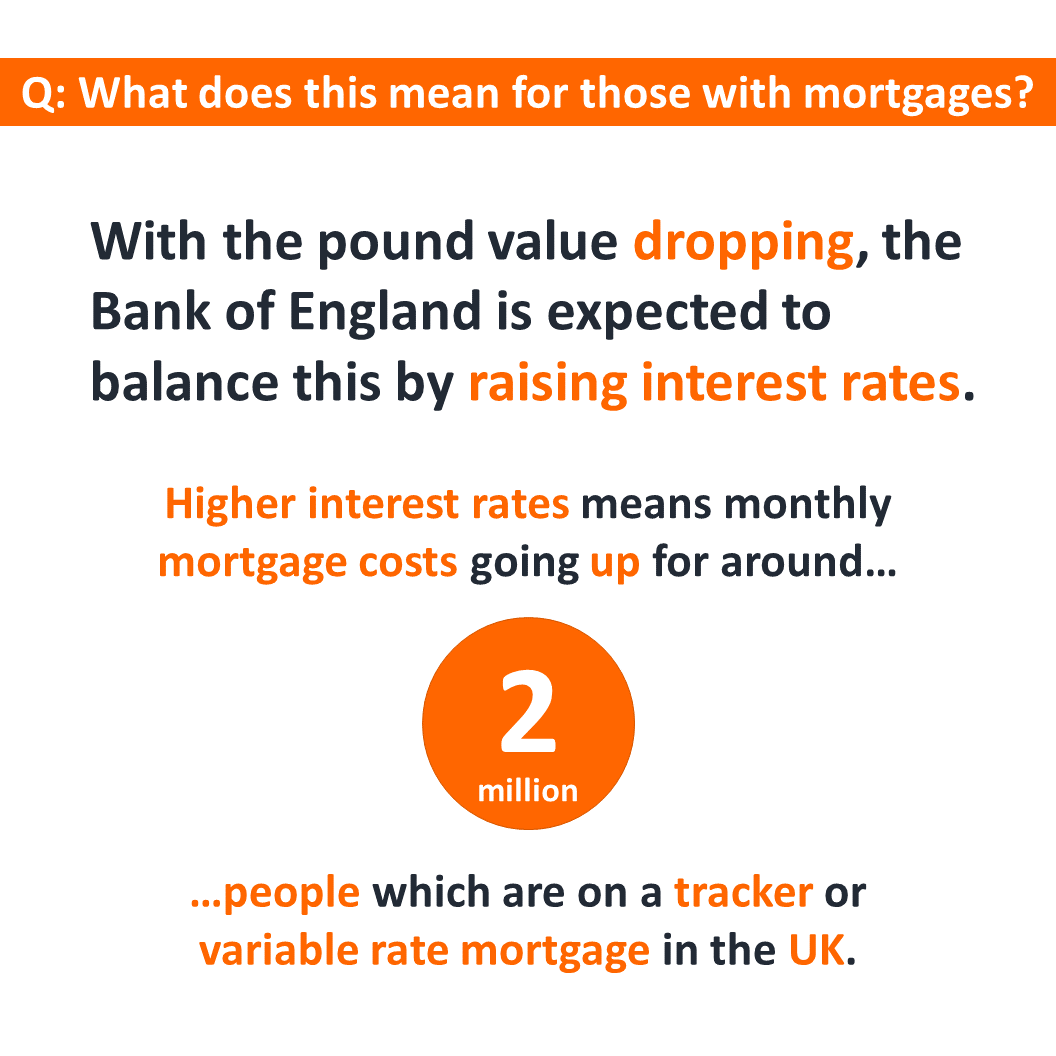 Q: What does this mean for those with mortgages?
With the pound value dropping, the
Bank of England is expected to
balance this by raising interest rates.
Higher interest rates means monthly
mortgage costs going up for around...
2
million
...people which are on a tracker or
variable rate mortgage in the UK.